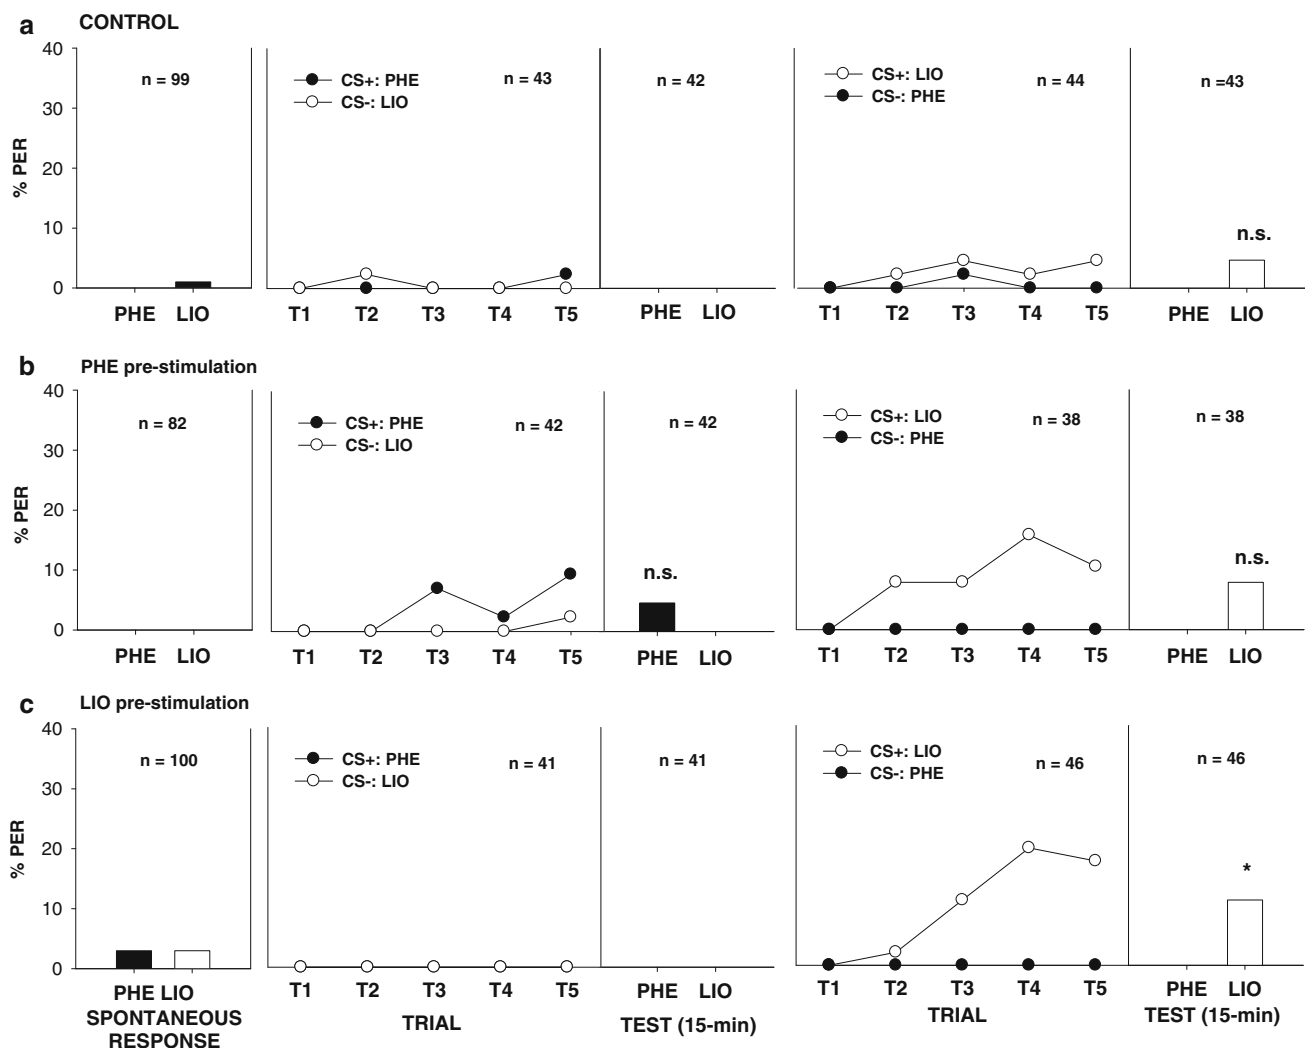 a CONTROL
40
30
20
10
0
% PER
n = 99
PHE LIO
CS+: PHE
CS-: LIO
n = 43
T1 T2 T3 T4 T5
n = 42
PHE LIO
CS+: LIO
CS-: PHE
n = 44
T1 T2 T3 T4 T5
n =43
n.s.
PHE LIO
b PHE pre-stimulation
40
30
20
10
0
% PER
n = 82
PHE LIO
CS+: PHE
CS-: LIO
n = 42
T1 T2 T3 T4 T5
n = 42
n.s.
PHE LIO
CS+: LIO
CS-: PHE
n = 38
T1 T2 T3 T4 T5
n = 38
n.s.
PHE LIO
c LIO pre-stimulation
40
30
20
10
0
% PER
n = 100
PHE LIO
SPONTANEOUS
RESPONSE
CS+: PHE
CS-: LIO
n = 41
T1 T2 T3 T4 T5
TRIAL
n = 41
PHE LIO
TEST (15-min)
CS+: LIO
CS-: PHE
n = 46
T1 T2 T3 T4 T5
TRIAL
n = 46
*
PHE LIO
TEST (15-min)